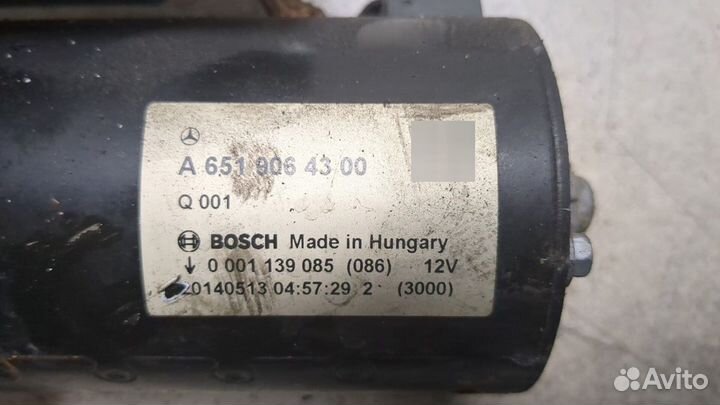 A 651 906 43 00
Q 001
BOSCH Made in Hungary
↓ 0 001 139 085 (086) 12V
20140513 04:57:29 2 (3000)
Avito